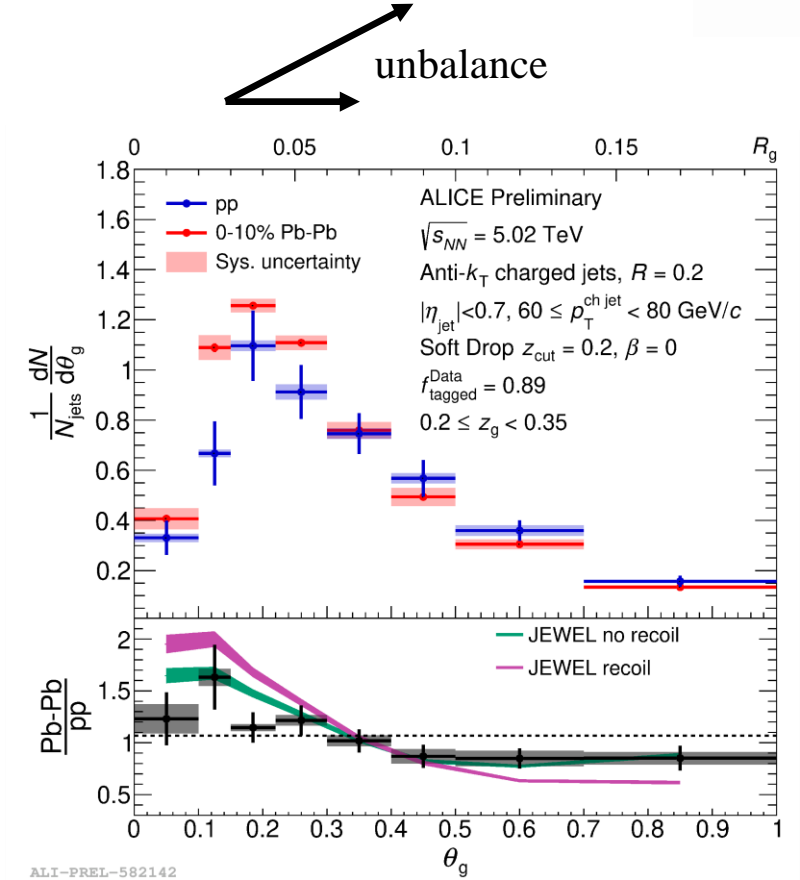 unbalance
0 0.05 0.1 0.15 R_g
1.8
1.6
1.4
1.2
1
0.8
0.6
0.4
0.2
1/N_jets dN/dθ_g
pp
0-10% Pb-Pb
Sys. uncertainty
ALICE Preliminary
√s_NN = 5.02 TeV
Anti-k_T charged jets, R = 0.2
|η_jet|<0.7, 60 ≤ p_T^ch jet < 80 GeV/c
Soft Drop z_cut = 0.2, β = 0
f_tagged^Data = 0.89
0.2 ≤ z_g < 0.35
2
1.5
1
0.5
Pb-Pb/pp
JEWEL no recoil
JEWEL recoil
0 0.1 0.2 0.3 0.4 0.5 0.6 0.7 0.8 0.9 1
θ_g
ALI-PREL-582142